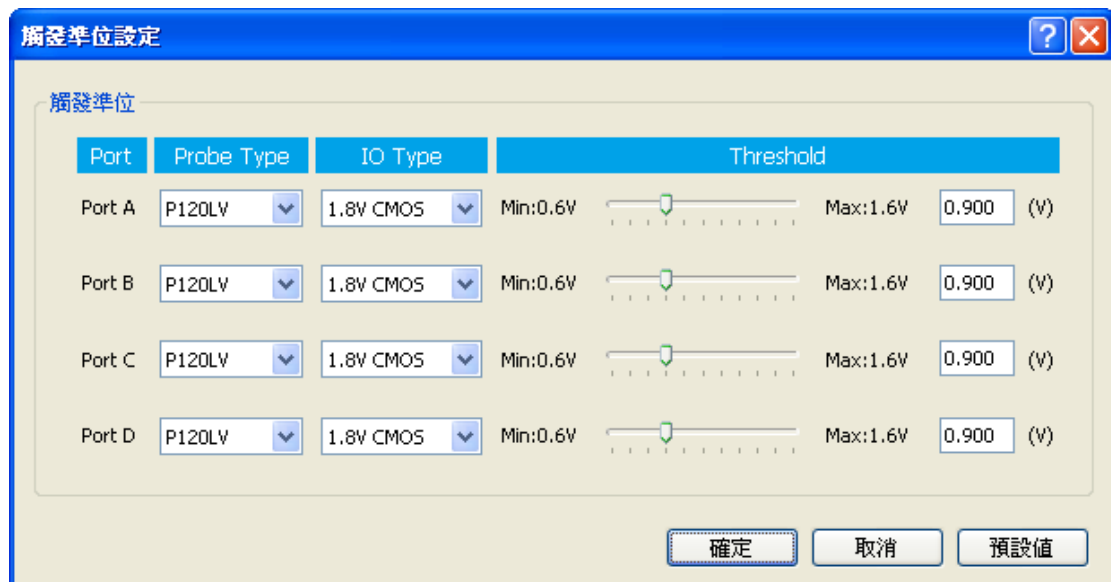 觸發準位設定
觸發準位
Port Probe Type IO Type Threshold
Port A P120LV 1.8V CMOS Min:0.6V Max:1.6V 0.900 (V)
Port B P120LV 1.8V CMOS Min:0.6V Max:1.6V 0.900 (V)
Port C P120LV 1.8V CMOS Min:0.6V Max:1.6V 0.900 (V)
Port D P120LV 1.8V CMOS Min:0.6V Max:1.6V 0.900 (V)
確定 取消 預設值